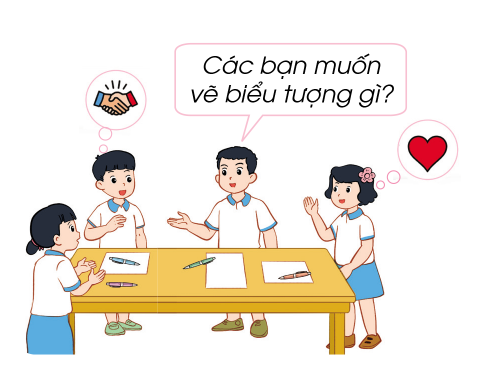 Các bạn muốn
vẽ biểu tượng gì?